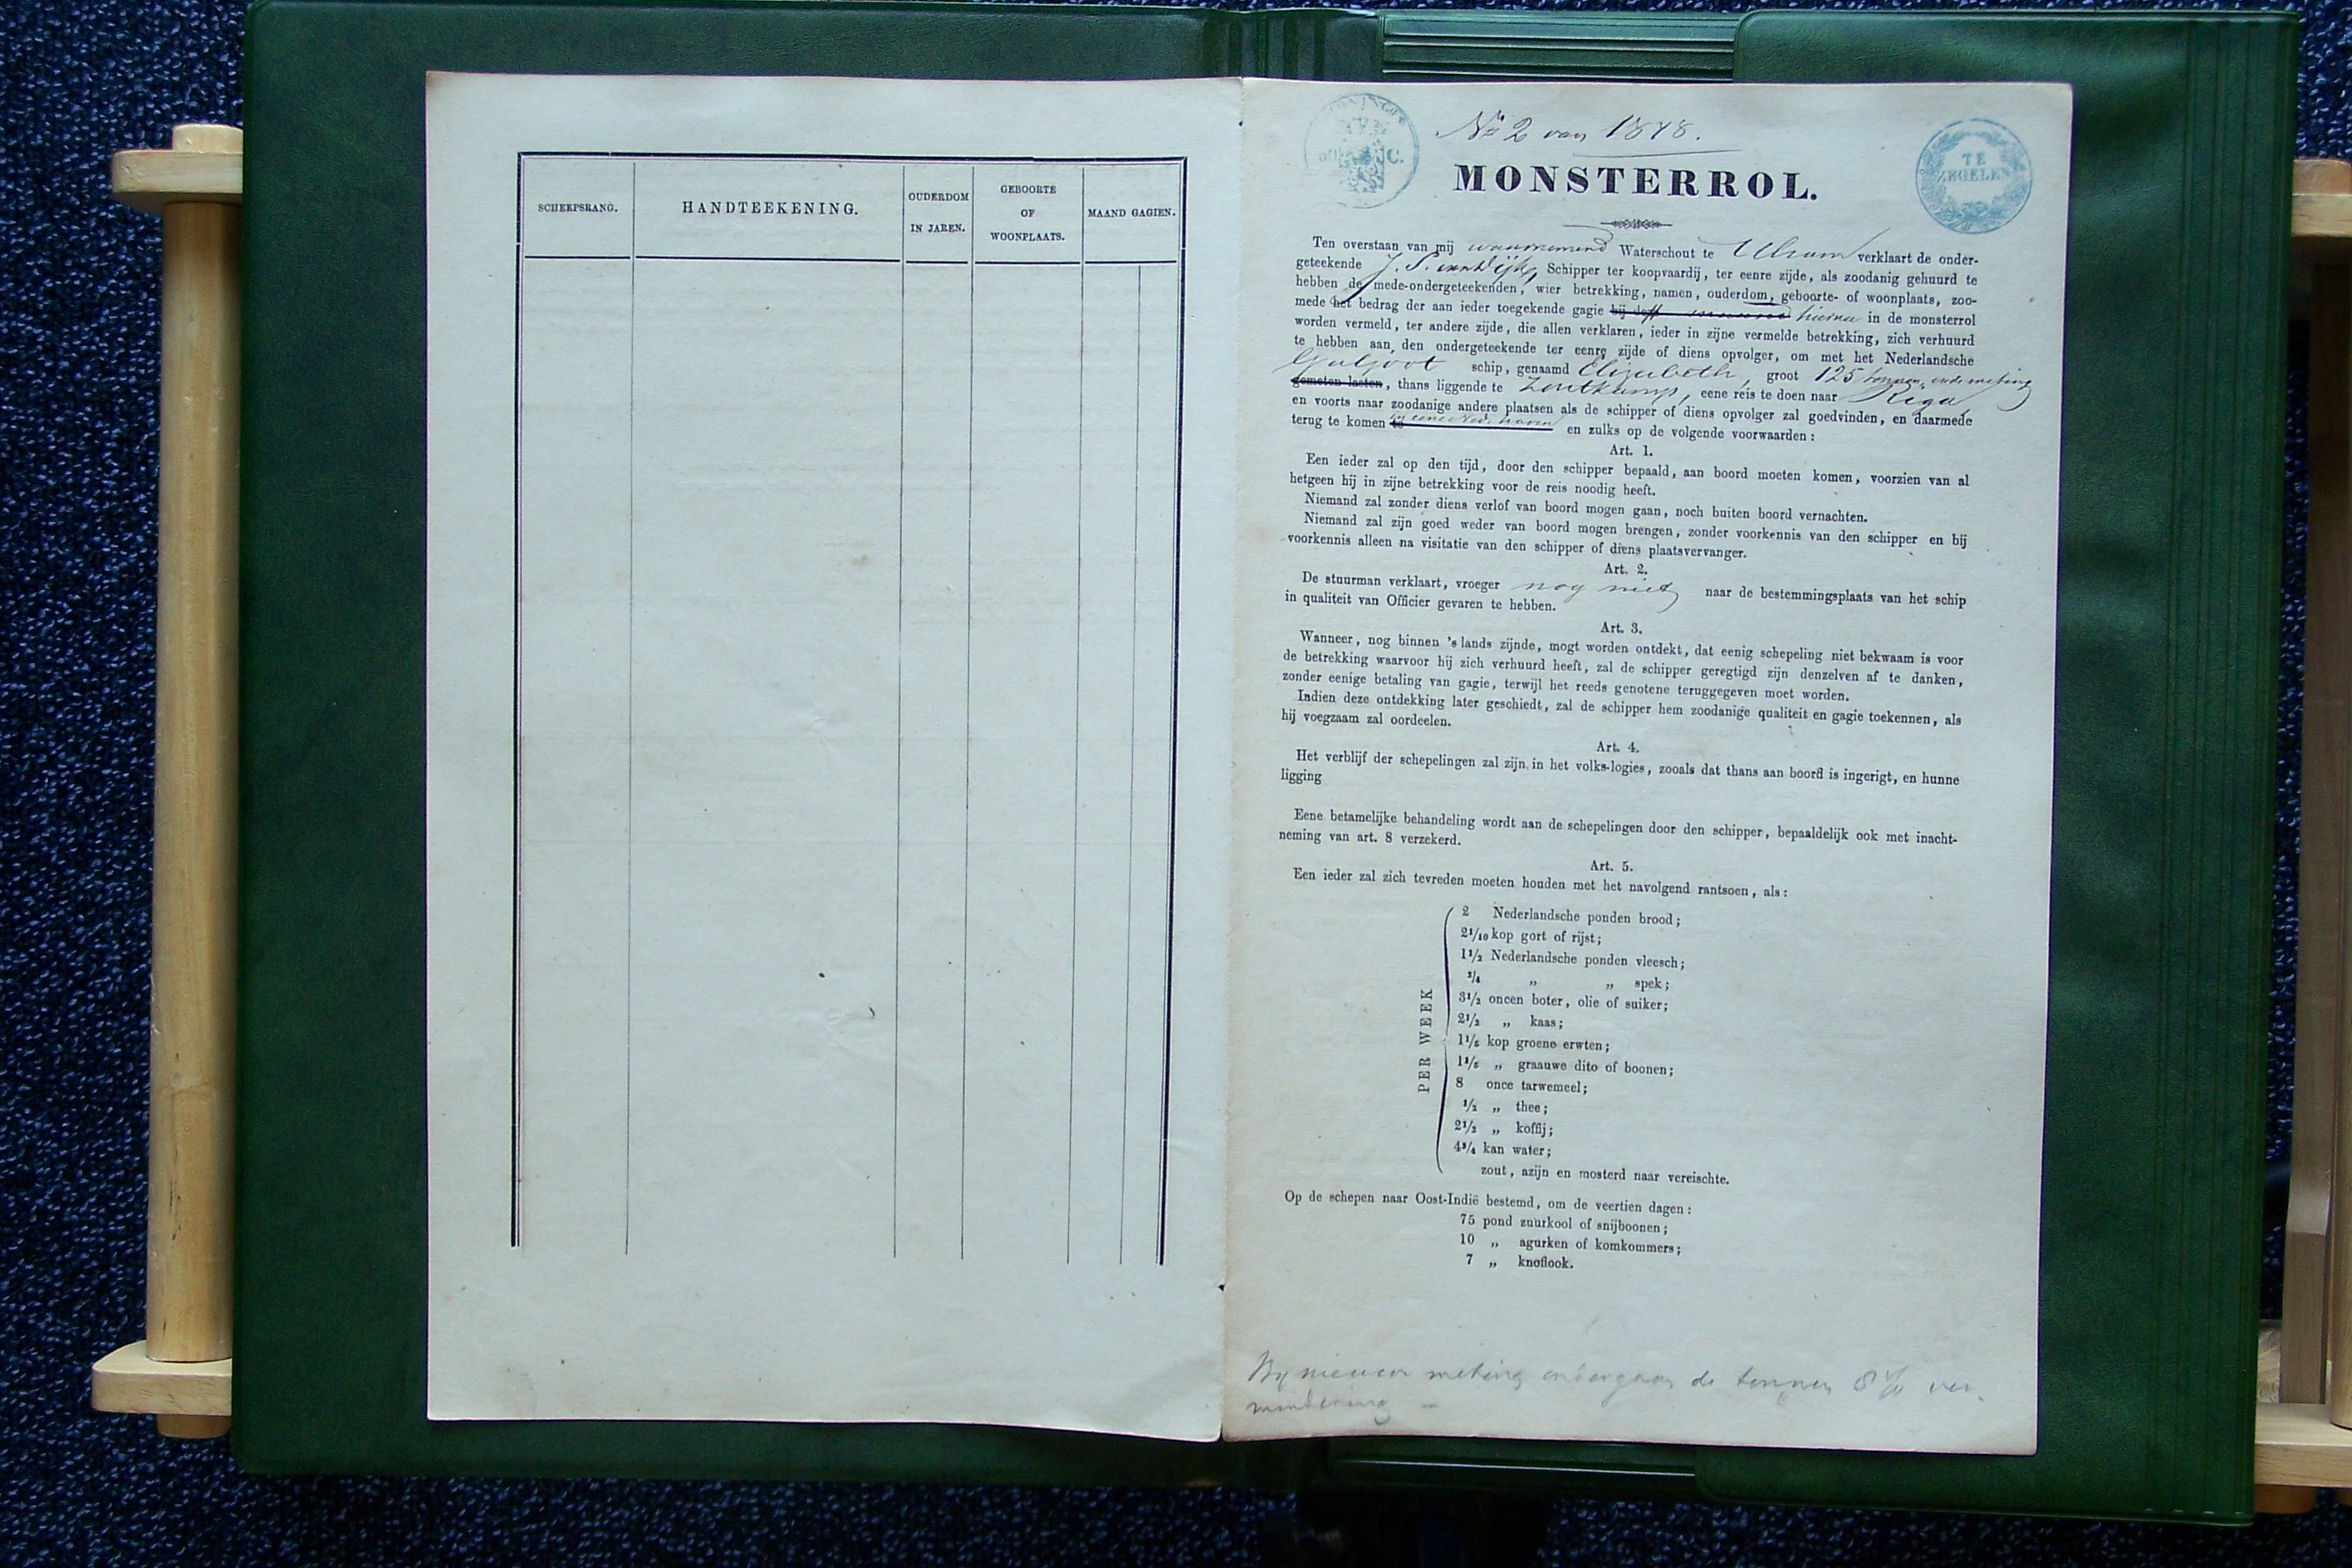 SCHEEPSRANG.
HANDTEEKENING.
OUDERDOM
IN JAREN.
GEBOORTE
OF
WOONPLAATS.
MAAND GAGIEN.
No 2 van 1878.
TE
ZEGELEN
MONSTERROL.
Ten overstaan van mij waarnemend Waterschout te Ulrum verklaart de onder-
geteekende J. S. van Dijk, Schipper ter koopvaardij, ter eenre zijde, als zoodanig gehuurd te
hebben de mede-ondergeteekenden, wier betrekking, namen, ouderdom, geboorte- of woonplaats, zoo-
mede het bedrag der aan ieder toegekende gagie hierna in de monsterrol
worden vermeld, ter andere zijde, die allen verklaren, ieder in zijne vermelde betrekking, zich verhuurd
te hebben aan den ondergeteekende ter eenre zijde of diens opvolger, om met het Nederlandsche
Galjoot schip, genaamd Elizabeth, groot 125 tonnen, oude meting
gemeten lasten, thans liggende te Zoutkamp, eene reis te doen naar Riga
en voorts naar zoodanige andere plaatsen als de schipper of diens opvolger zal goedvinden, en daarmede
terug te komen in eene Ned. haven en zulks op de volgende voorwaarden:
Art. 1.
Een ieder zal op den tijd, door den schipper bepaald, aan boord moeten komen, voorzien van al
hetgeen hij in zijne betrekking voor de reis noodig heeft.
Niemand zal zonder diens verlof van boord mogen gaan, noch buiten boord vernachten.
Niemand zal zijn goed weder van boord mogen brengen, zonder voorkennis van den schipper en bij
voorkennis alleen na visitatie van den schipper of diens plaatsvervanger.
Art. 2.
De stuurman verklaart, vroeger nog niet naar de bestemmingsplaats van het schip
in qualiteit van Officier gevaren te hebben.
Art. 3.
Wanneer, nog binnen 's lands zijnde, mogt worden ontdekt, dat eenig schepeling niet bekwaam is voor
de betrekking waarvoor hij zich verhuurd heeft, zal de schipper geregtigd zijn denzelven af te danken,
zonder eenige betaling van gagie, terwijl het reeds genotene teruggegeven moet worden.
Indien deze ontdekking later geschiedt, zal de schipper hem zoodanige qualiteit en gagie toekennen, als
hij voegzaam zal oordeelen.
Art. 4.
Het verblijf der schepelingen zal zijn in het volks-logies, zooals dat thans aan boord is ingerigt, en hunne
ligging
Eene betamelijke behandeling wordt aan de schepelingen door den schipper, bepaaldelijk ook met inacht-
neming van art. 8 verzekerd.
Art. 5.
Een ieder zal zich tevreden moeten houden met het navolgend rantsoen, als:
PER WEEK
2 Nederlandsche ponden brood;
2 1/10 kop gort of rijst;
1 1/2 Nederlandsche ponden vleesch;
3/4 „ „ spek;
3 1/2 oncen boter, olie of suiker;
2 1/2 „ kaas;
1 1/5 kop groene erwten;
1 1/5 „ graauwe dito of boonen;
8 once tarwemeel;
1/2 „ thee;
2 1/2 „ koffij;
4 3/4 kan water;
zout, azijn en mosterd naar vereischte.
Op de schepen naar Oost-Indië bestemd, om de veertien dagen:
75 pond zuurkool of snijboonen;
10 „ agurken of komkommers;
7 „ knoflook.
By nieuwe meting ondergaan de tonnen 8 % ver-
mindering